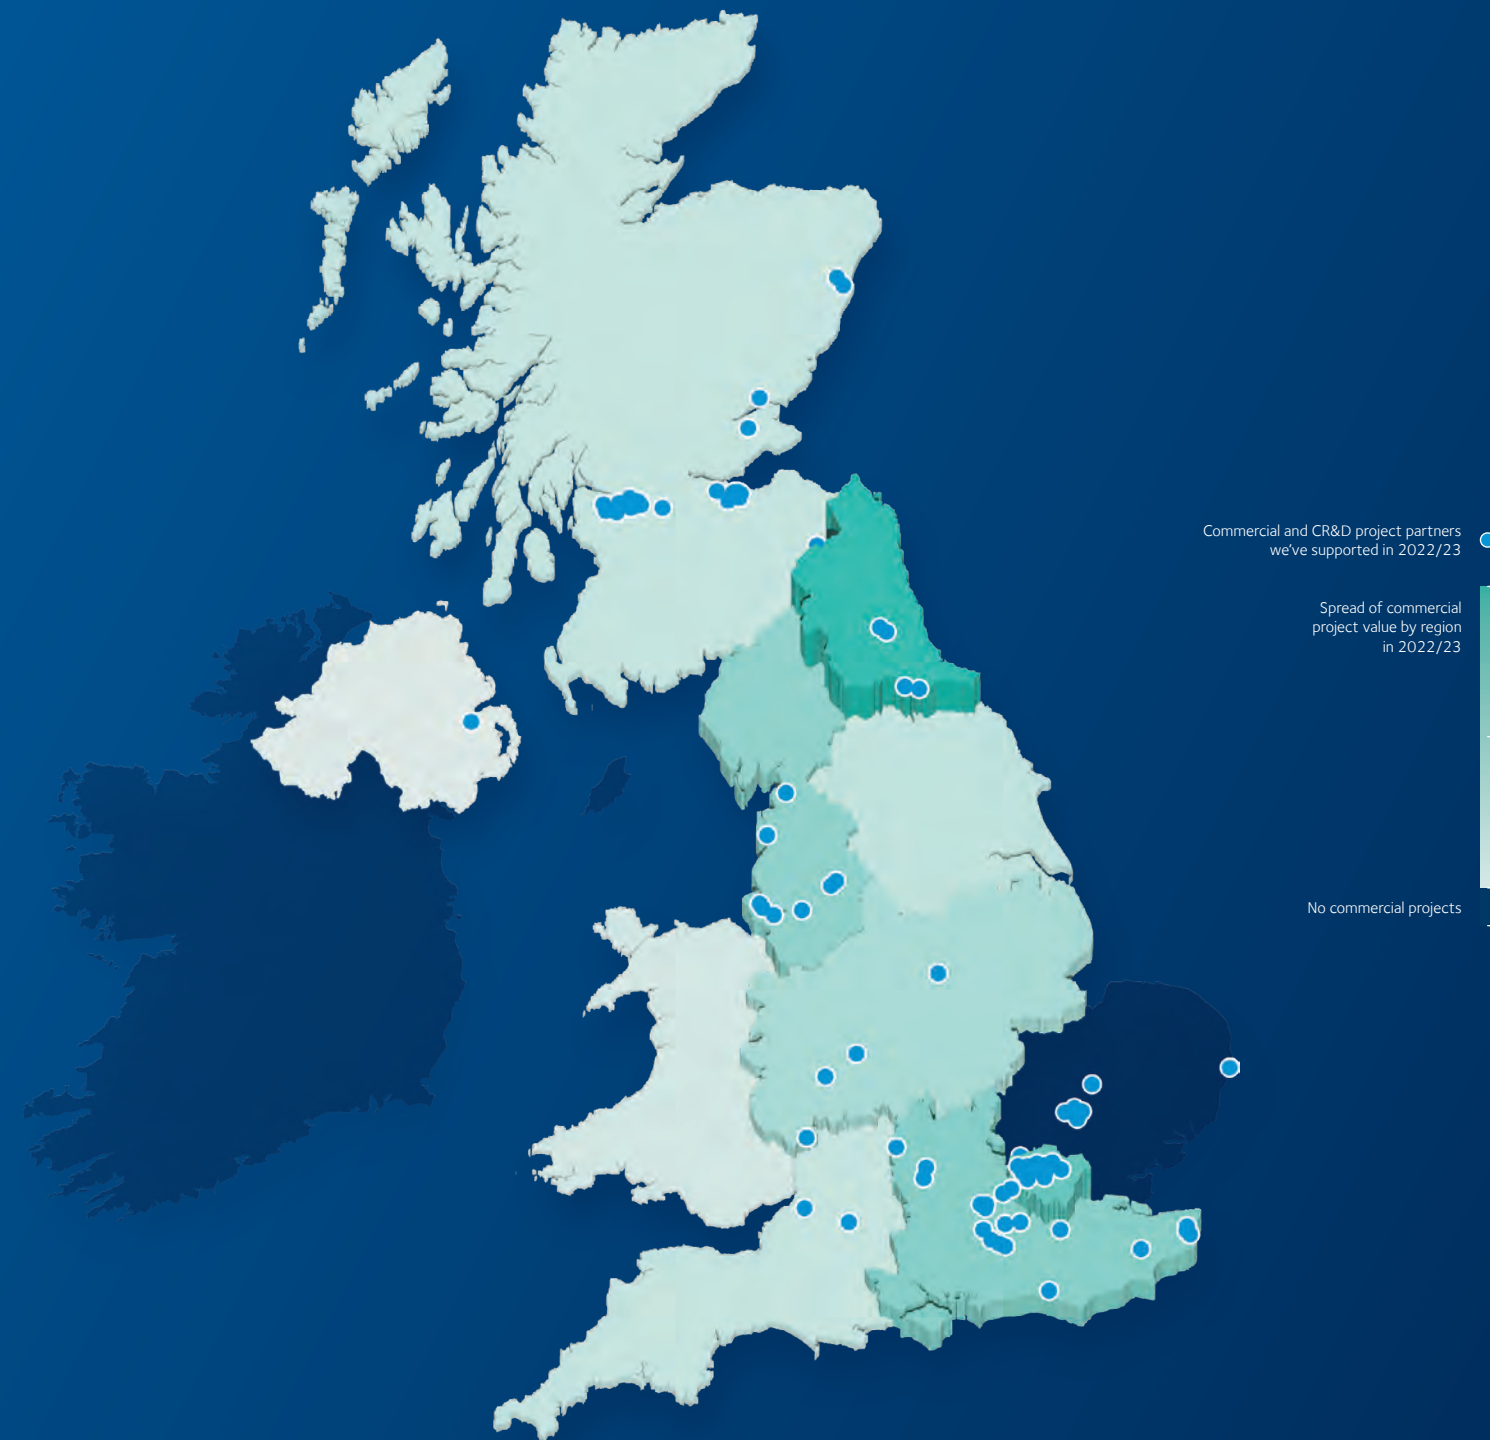 Commercial and CR&D project partners
we’ve supported in 2022/23
Spread of commercial
project value by region
in 2022/23
No commercial projects